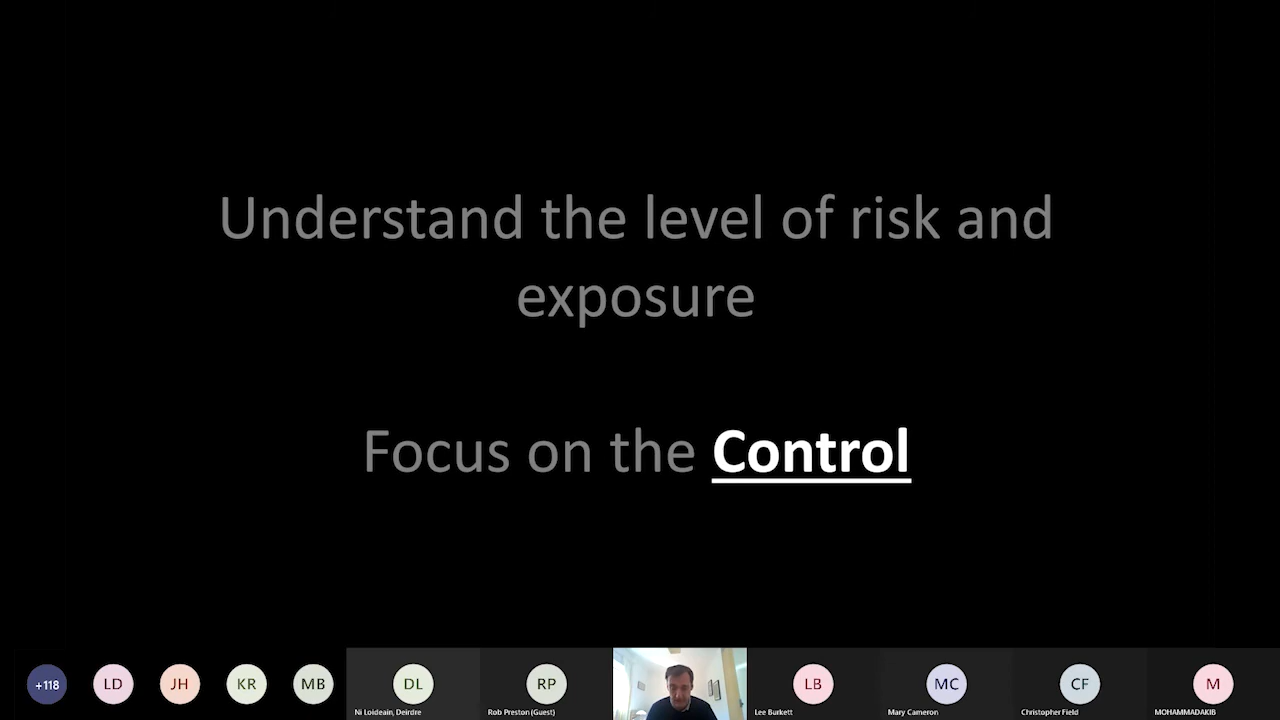 Understand the level of risk and
exposure
Focus on the Control
+118
LD
JH
KR
MB
DL
RP
LB
MC
CF
M
Ni Loideain, Deirdre
Rob Preston (Guest)
Lee Burkett
Mary Cameron
Christopher Field
MOHAMMADAKIB